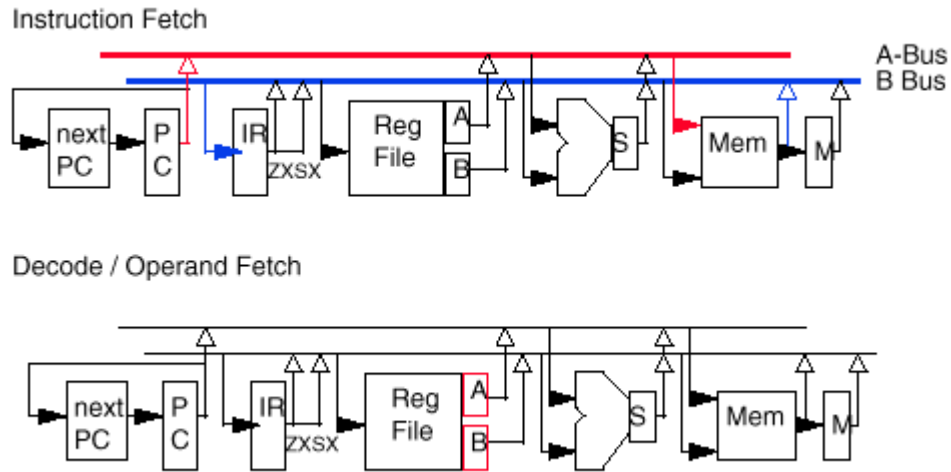 Instruction Fetch
A-Bus
B Bus
next PC
P C
IR
ZXSX
Reg File
A
B
S
Mem
M
Decode / Operand Fetch
next PC
P C
IR
ZXSX
Reg File
A
B
S
Mem
M